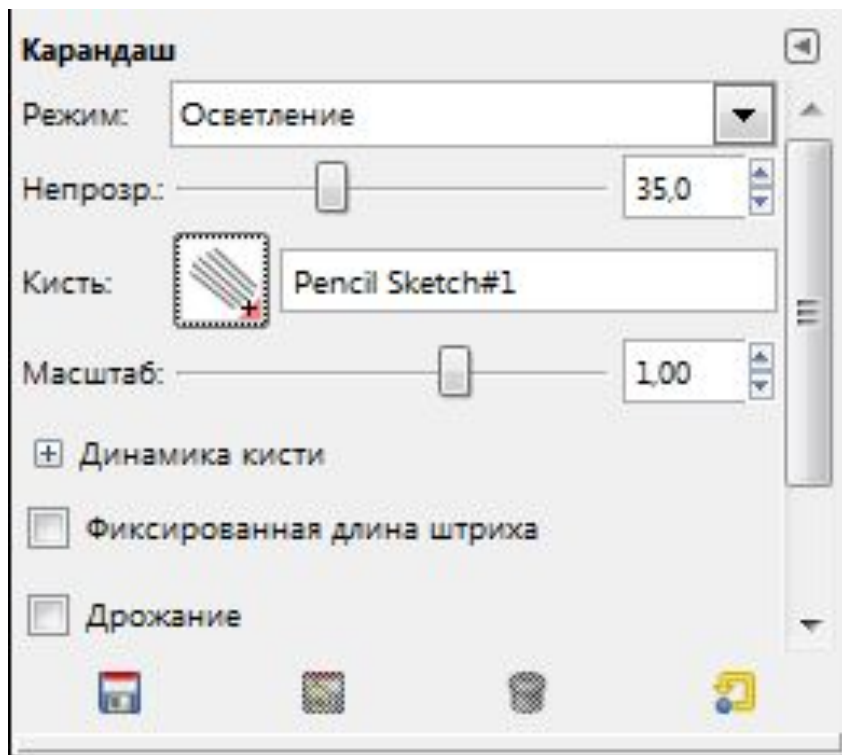 Карандаш
Режим: Осветление
Непрозр.: 35,0
Кисть: Pencil Sketch#1
Масштаб: 1,00
Динамика кисти
Фиксированная длина штриха
Дрожание